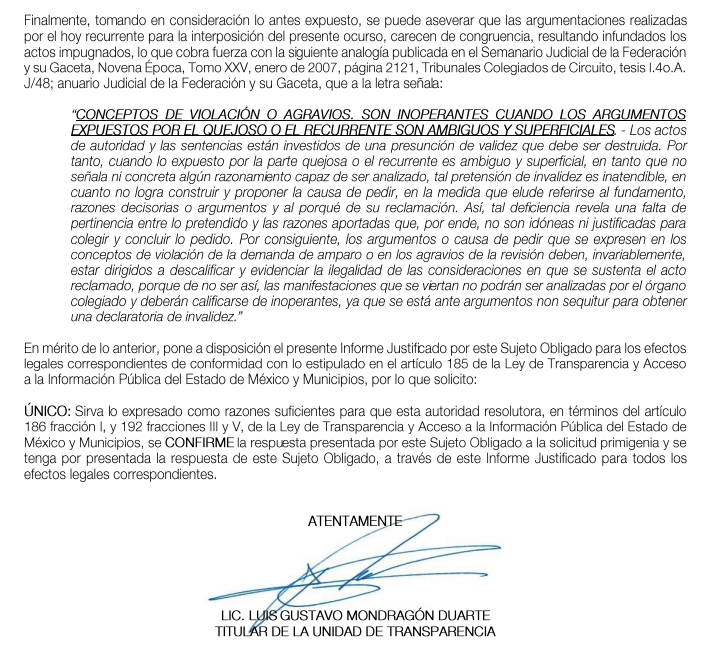 Finalmente, tomando en consideración lo antes expuesto, se puede aseverar que las argumentaciones realizadas
por el hoy recurrente para la interposición del presente ocurso, carecen de congruencia, resultando infundados los
actos impugnados, lo que cobra fuerza con la siguiente analogía publicada en el Semanario Judicial de la Federación
y su Gaceta, Novena Época, Tomo XXV, enero de 2007, página 2121, Tribunales Colegiados de Circuito, tesis I.4o.A.
J/48; anuario Judicial de la Federación y su Gaceta, que a la letra señala:
"CONCEPTOS DE VIOLACIÓN O AGRAVIOS. SON INOPERANTES CUANDO LOS ARGUMENTOS
EXPUESTOS POR EL QUEJOSO O EL RECURRENTE SON AMBIGUOS Y SUPERFICIALES. - Los actos
de autoridad y las sentencias están investidos de una presunción de validez que debe ser destruida. Por
tanto, cuando lo expuesto por la parte quejosa o el recurrente es ambiguo y superficial, en tanto que no
señala ni concreta algún razonamiento capaz de ser analizado, tal pretensión de invalidez es inatendible, en
cuanto no logra construir y proponer la causa de pedir, en la medida que elude referirse al fundamento,
razones decisorias o argumentos y al porqué de su reclamación. Así, tal deficiencia revela una falta de
pertinencia entre lo pretendido y las razones aportadas que, por ende, no son idóneas ni justificadas para
colegir y concluir lo pedido. Por consiguiente, los argumentos o causa de pedir que se expresen en los
conceptos de violación de la demanda de amparo o en los agravios de la revisión deben, invariablemente,
estar dirigidos a descalificar y evidenciar la ilegalidad de las consideraciones en que se sustenta el acto
reclamado, porque de no ser así, las manifestaciones que se viertan no podrán ser analizadas por el órgano
colegiado y deberán calificarse de inoperantes, ya que se está ante argumentos non sequitur para obtener
una declaratoria de invalidez."
En mérito de lo anterior, pone a disposición el presente Informe Justificado por este Sujeto Obligado para los efectos
legales correspondientes de conformidad con lo estipulado en el artículo 185 de la Ley de Transparencia y Acceso
a la Información Pública del Estado de México y Municipios, por lo que solicito:
ÚNICO: Sirva lo expresado como razones suficientes para que esta autoridad resolutora, en términos del artículo
186 fracción I, y 192 fracciones III y V, de la Ley de Transparencia y Acceso a la Información Pública del Estado de
México y Municipios, se CONFIRME la respuesta presentada por este Sujeto Obligado a la solicitud primigenia y se
tenga por presentada la respuesta de este Sujeto Obligado, a través de este Informe Justificado para todos los
efectos legales correspondientes.
ATENTAMENTE
LIC. LUIS GUSTAVO MONDRAGÓN DUARTE
TITULAR DE LA UNIDAD DE TRANSPARENCIA